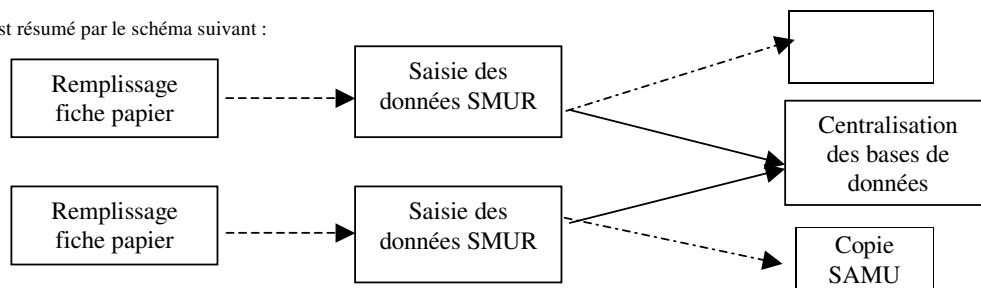 st résumé par le schéma suivant :
Remplissage
fiche papier
Saisie des
données SMUR
Centralisation
des bases de
données
Remplissage
fiche papier
Saisie des
données SMUR
Copie
SAMU